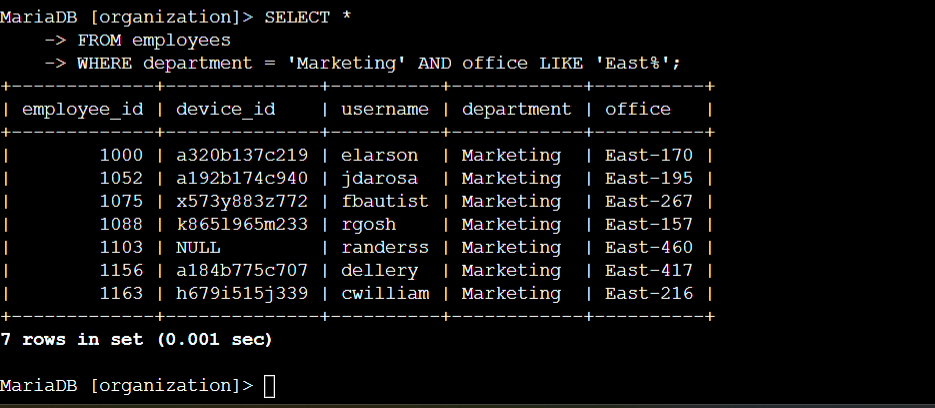 MariaDB [organization]> SELECT *
    -> FROM employees
    -> WHERE department = 'Marketing' AND office LIKE 'East%';
+-------------+--------------+----------+------------+----------+
| employee_id | device_id    | username | department | office   |
+-------------+--------------+----------+------------+----------+
|        1000 | a320b137c219 | elarson  | Marketing  | East-170 |
|        1052 | a192b174c940 | jdarosa  | Marketing  | East-195 |
|        1075 | x573y883z772 | fbautist | Marketing  | East-267 |
|        1088 | k865l965m233 | rgosh    | Marketing  | East-157 |
|        1103 | NULL         | randerss | Marketing  | East-460 |
|        1156 | a184b775c707 | dellery  | Marketing  | East-417 |
|        1163 | h679i515j339 | cwilliam | Marketing  | East-216 |
+-------------+--------------+----------+------------+----------+
7 rows in set (0.001 sec)

MariaDB [organization]>